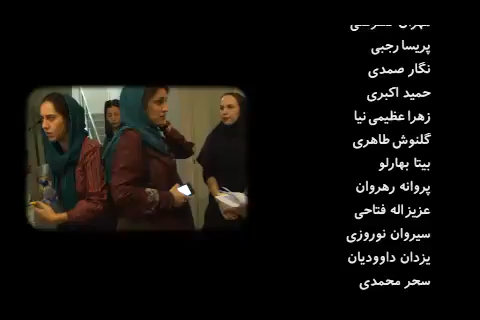 پریسا رجبی
نگار صمدی
حمید اکبری
زهرا عظیمی نیا
گلنوش طاهری
بیتا بهارلو
پروانه رهروان
عزیزاله فتاحی
سیروان نوروزی
یزدان داوودیان
سحر محمدی